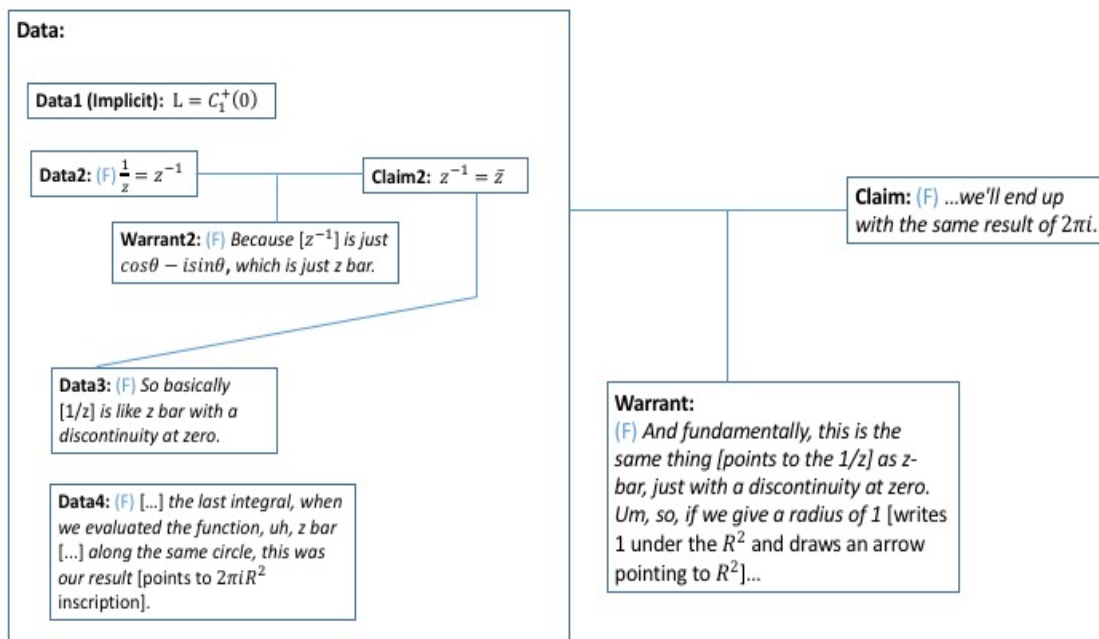 Data:
Data1 (Implicit): L = C₁⁺(0)
Data2: (F) 1/z = z⁻¹
Claim2: z⁻¹ = z̄
Warrant2: (F) Because [z⁻¹] is just
cosθ − isinθ, which is just z bar.
Data3: (F) So basically
[1/z] is like z bar with a
discontinuity at zero.
Data4: (F) [...] the last integral, when
we evaluated the function, uh, z bar
[...] along the same circle, this was
our result [points to 2πiR²
inscription].
Claim: (F) ...we'll end up
with the same result of 2πi.
Warrant:
(F) And fundamentally, this is the
same thing [points to the 1/z] as z-
bar, just with a discontinuity at zero.
Um, so, if we give a radius of 1 [writes
1 under the R² and draws an arrow
pointing to R²]...